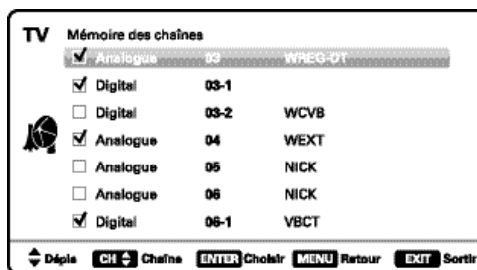 TV Mémoire des chaînes
Analogue 03 WREG-DT
Digital 03-1
Digital 03-2 WCVB
Analogue 04 WEXT
Analogue 05 NICK
Analogue 06 NICK
Digital 06-1 VBCT
Dépla CH Chaîne ENTER Choisir MENU Retour EXIT Sortir